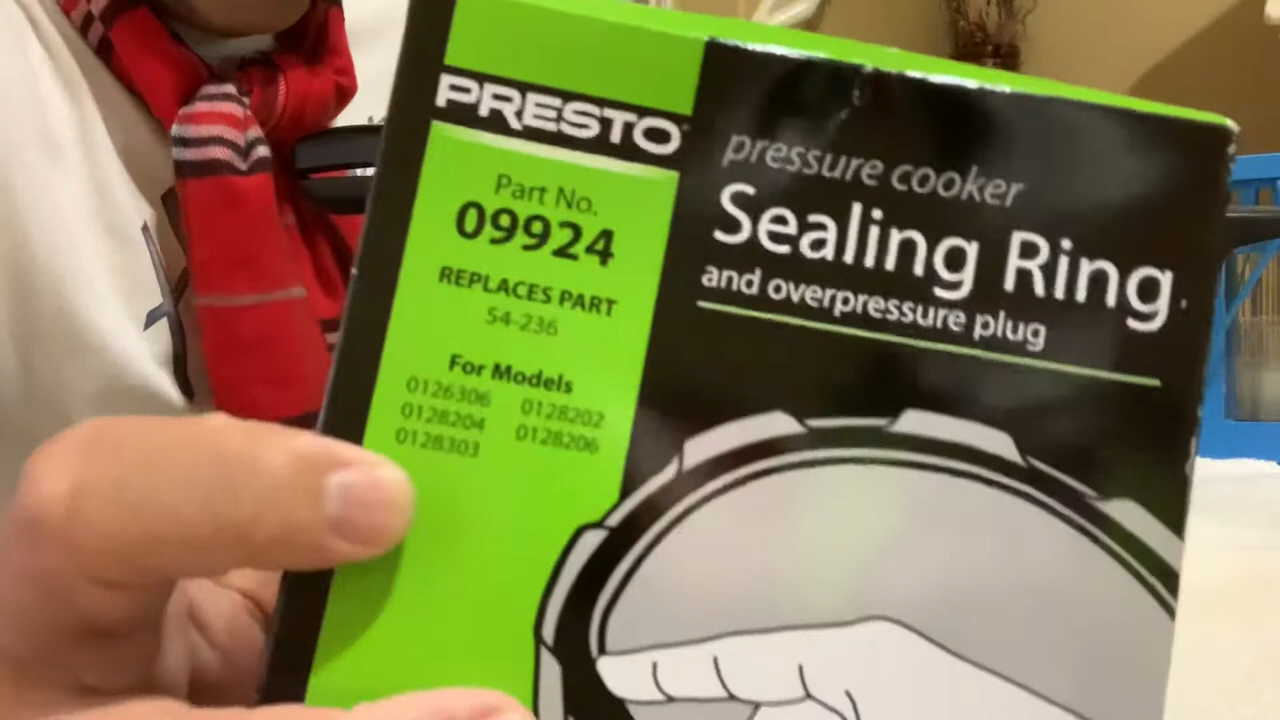 PRESTO
Part No.
09924
REPLACES PART
54-236
For Models
0126306 0128202
0128204 0128206
0128303
pressure cooker
Sealing Ring
and overpressure plug